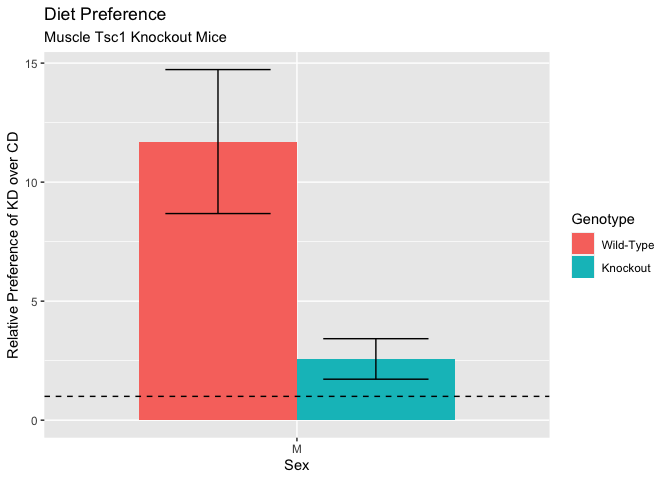 Diet Preference
Muscle Tsc1 Knockout Mice
Relative Preference of KD over CD
15
10
5
0
M
Sex
Genotype
Wild-Type
Knockout